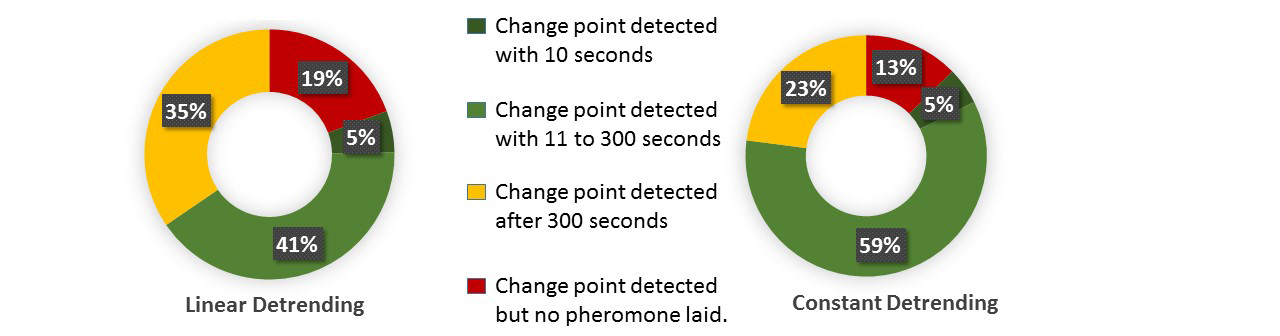 19%
35%
5%
41%
Linear Detrending
Change point detected
with 10 seconds
Change point detected
with 11 to 300 seconds
Change point detected
after 300 seconds
Change point detected
but no pheromone laid.
13%
23%
5%
59%
Constant Detrending